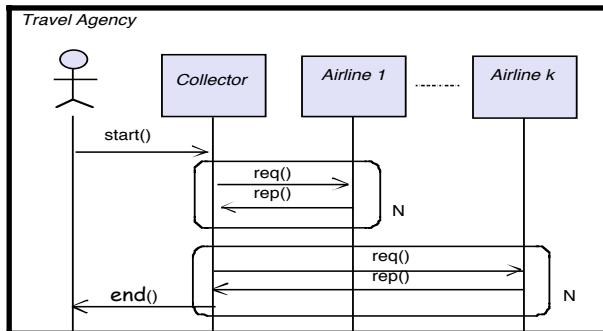 Travel Agency
Collector
Airline 1
Airline k
start()
req()
rep()
N
req()
rep()
N
end()